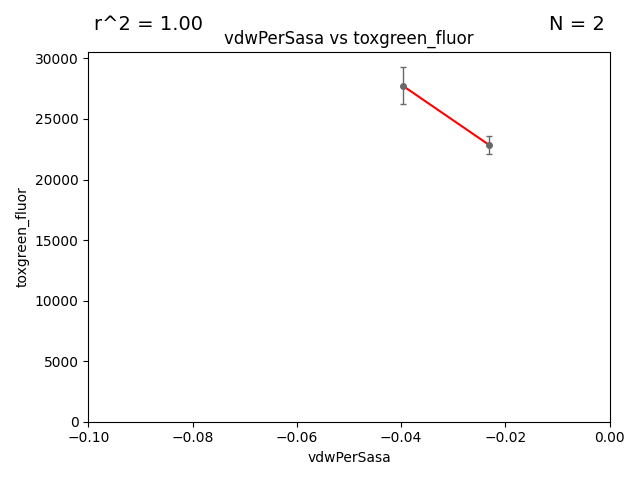 r^2 = 1.00
N = 2
vdwPerSasa vs toxgreen_fluor
30000
25000
20000
15000
10000
5000
0
toxgreen_fluor
−0.10
−0.08
−0.06
−0.04
−0.02
0.00
vdwPerSasa